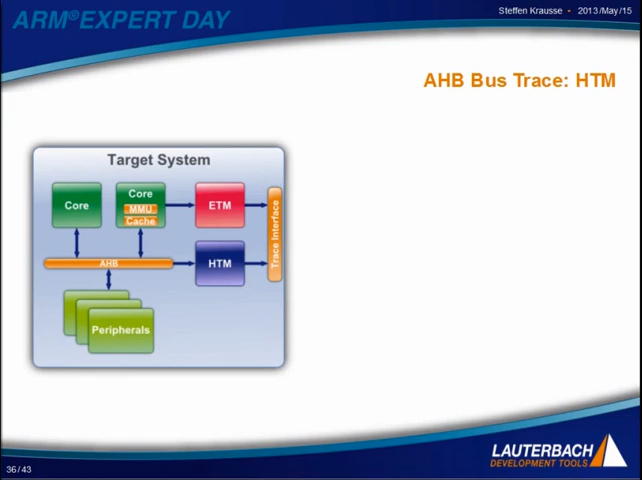 ARM®EXPERT DAY
Steffen Krausse • 2013/May/15
AHB Bus Trace: HTM
Target System
Core
Core
MMU
Cache
ETM
Trace Interface
AHB
HTM
Peripherals
LAUTERBACH
DEVELOPMENT TOOLS
36/43